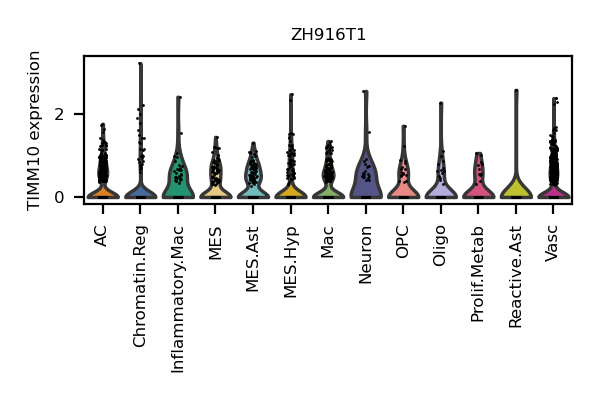 ZH916T1
TIMM10 expression
2
0
AC
Chromatin.Reg
Inflammatory.Mac
MES
MES.Ast
MES.Hyp
Mac
Neuron
OPC
Oligo
Prolif.Metab
Reactive.Ast
Vasc